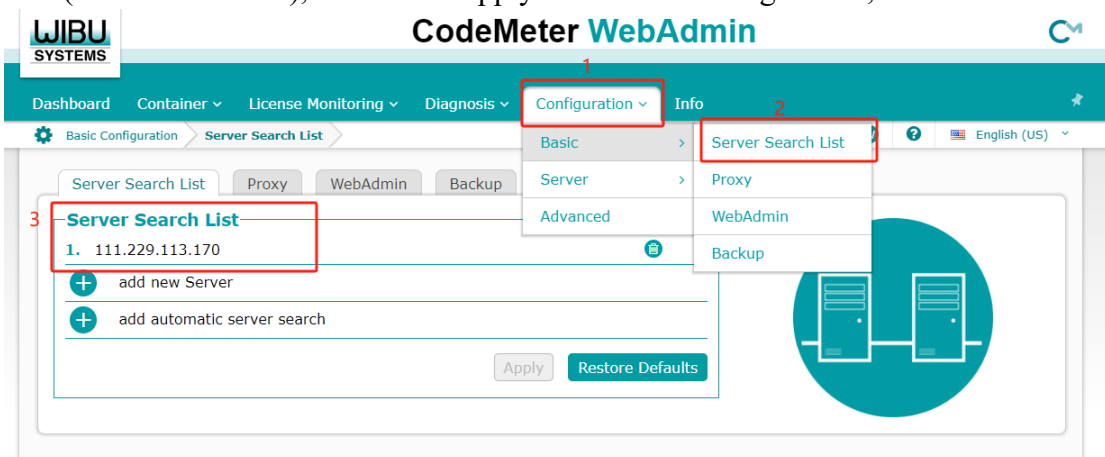 WIBU
SYSTEMS
CodeMeter WebAdmin
1
Dashboard Container License Monitoring Diagnosis Configuration Info
2
Basic Configuration Server Search List
English (US)
Basic
Server Search List
Server
Proxy
Advanced
WebAdmin
Backup
Server Search List Proxy WebAdmin Backup
3
Server Search List
1. 111.229.113.170
add new Server
add automatic server search
Apply Restore Defaults